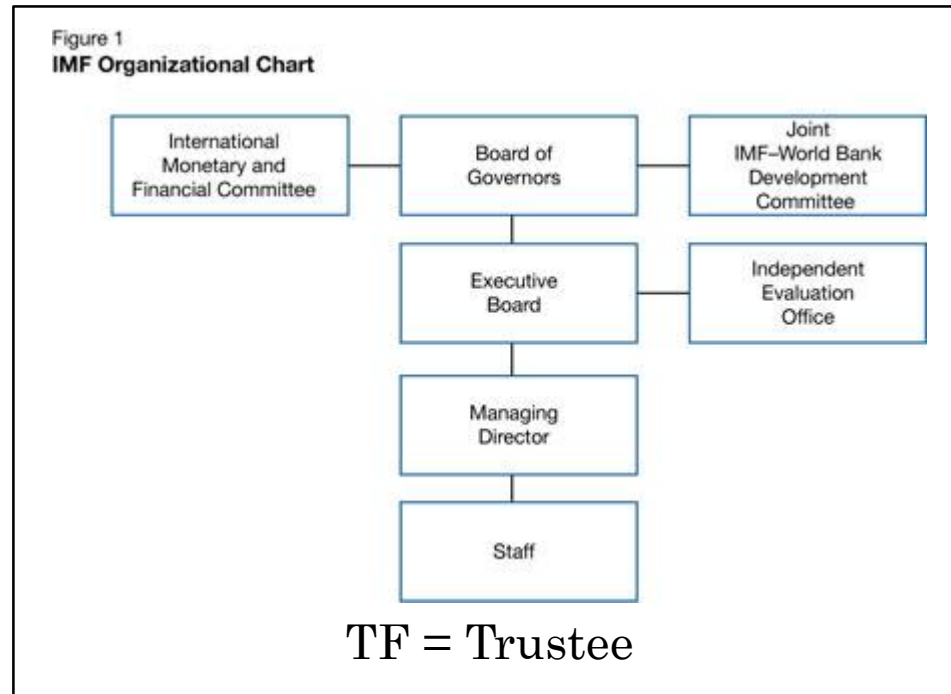 Figure 1
IMF Organizational Chart
International
Monetary and
Financial Committee
Board of
Governors
Joint
IMF–World Bank
Development
Committee
Executive
Board
Independent
Evaluation
Office
Managing
Director
Staff
TF = Trustee